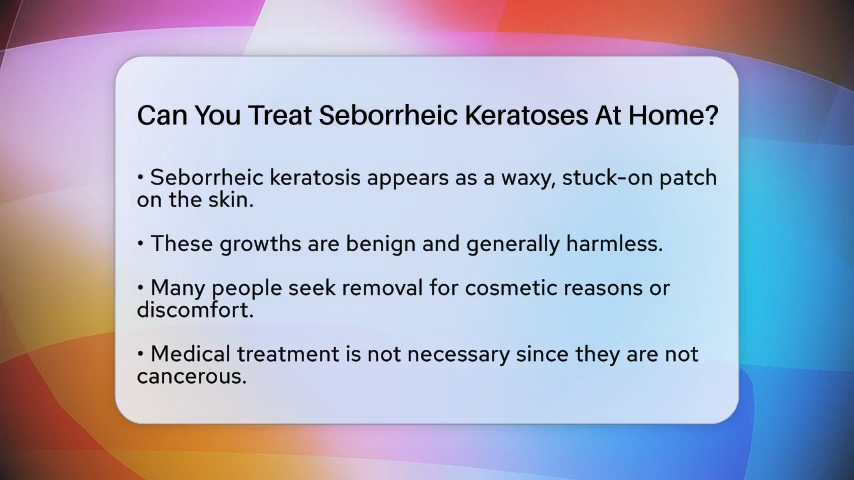 Can You Treat Seborrheic Keratoses At Home?
• Seborrheic keratosis appears as a waxy, stuck-on patch
on the skin.
• These growths are benign and generally harmless.
• Many people seek removal for cosmetic reasons or
discomfort.
• Medical treatment is not necessary since they are not
cancerous.